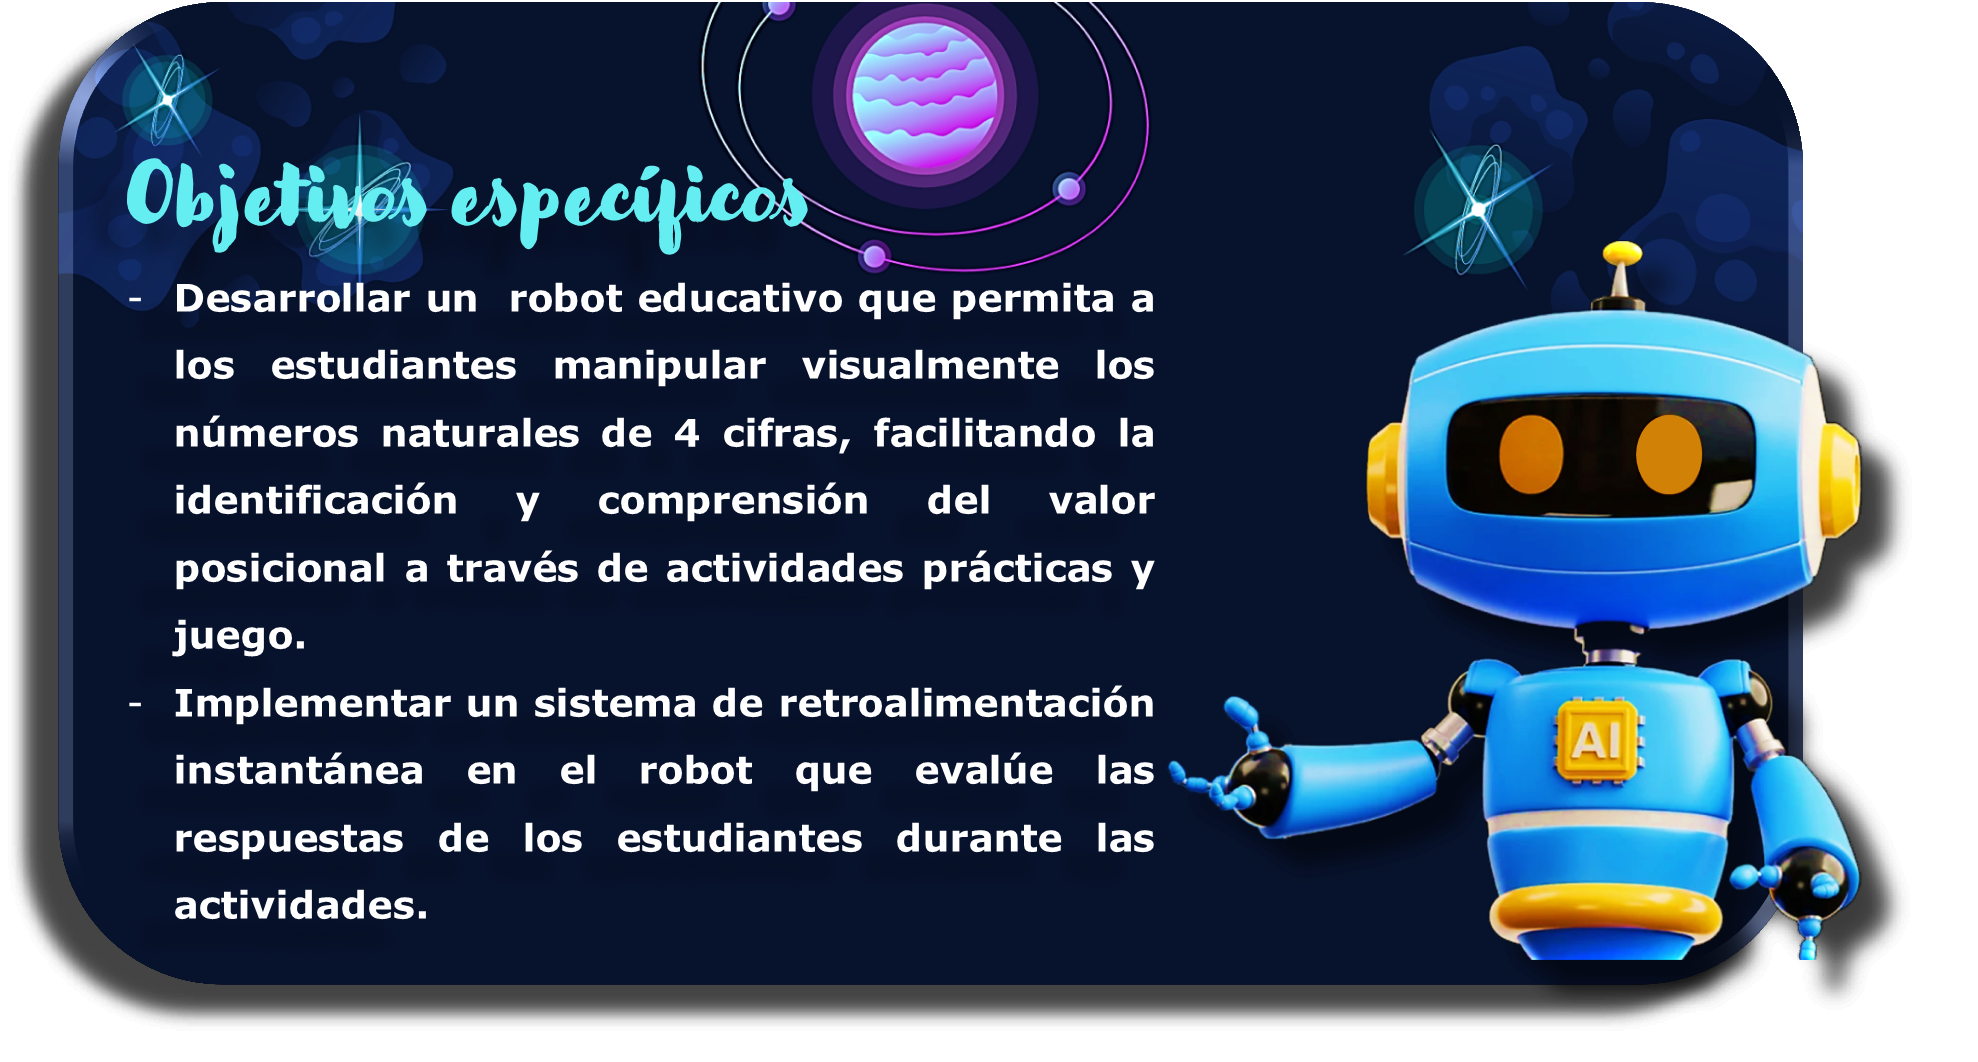 Objetivos específicos
- Desarrollar un robot educativo que permita a
los estudiantes manipular visualmente los
números naturales de 4 cifras, facilitando la
identificación y comprensión del valor
posicional a través de actividades prácticas y
juego.
- Implementar un sistema de retroalimentación
instantánea en el robot que evalúe las
respuestas de los estudiantes durante las
actividades.
AI